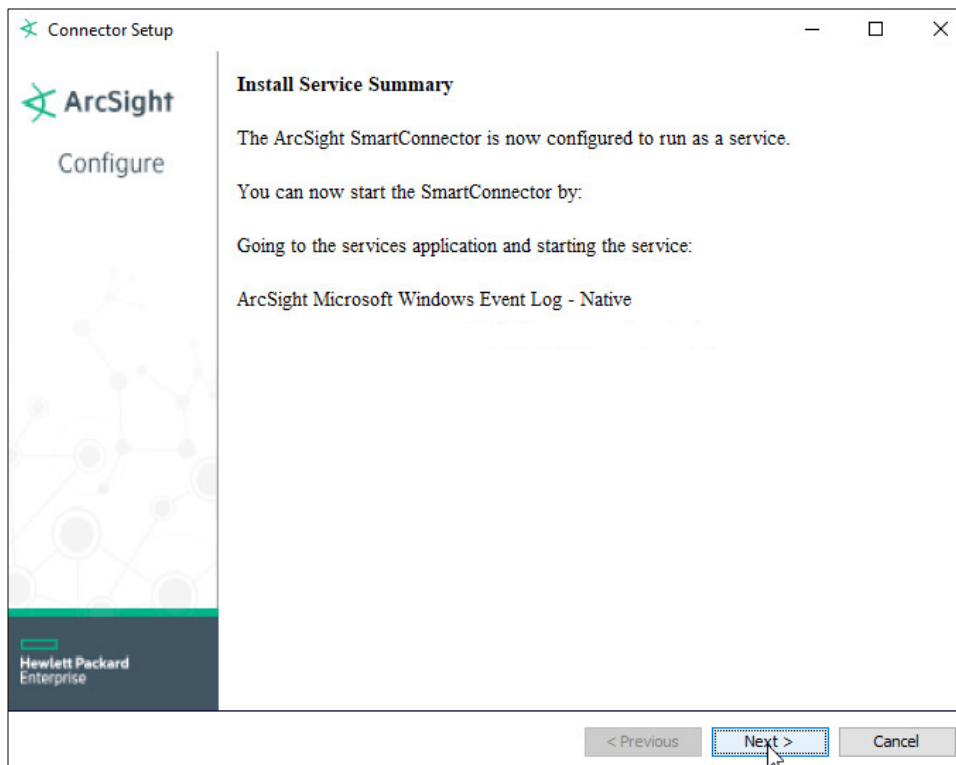 Connector Setup
ArcSight
Configure
Install Service Summary
The ArcSight SmartConnector is now configured to run as a service.
You can now start the SmartConnector by:
Going to the services application and starting the service:
ArcSight Microsoft Windows Event Log - Native
Hewlett Packard
Enterprise
< Previous
Next >
Cancel